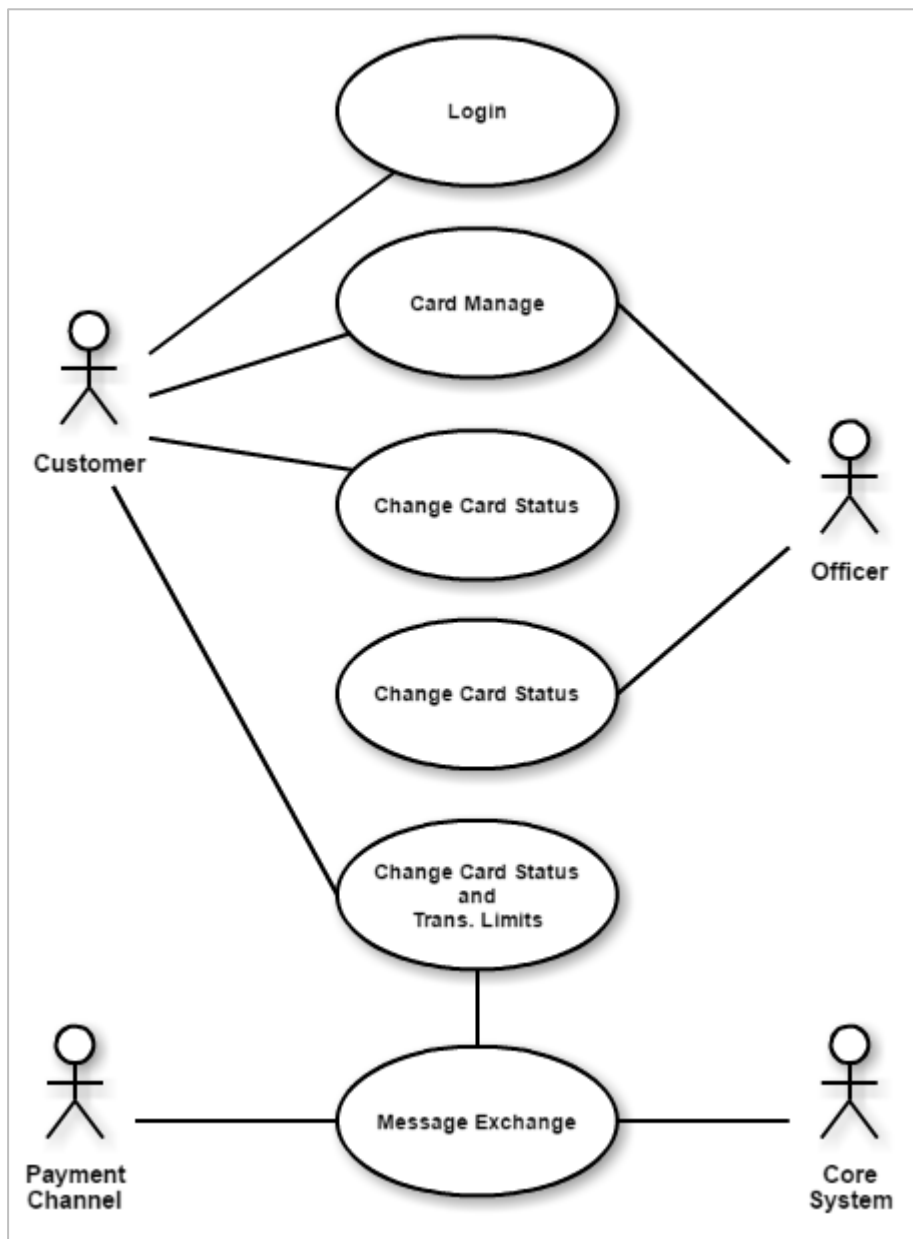 Login
Card Manage
Customer
Change Card Status
Officer
Change Card Status
Change Card Status
and
Trans. Limits
Message Exchange
Payment
Channel
Core
System